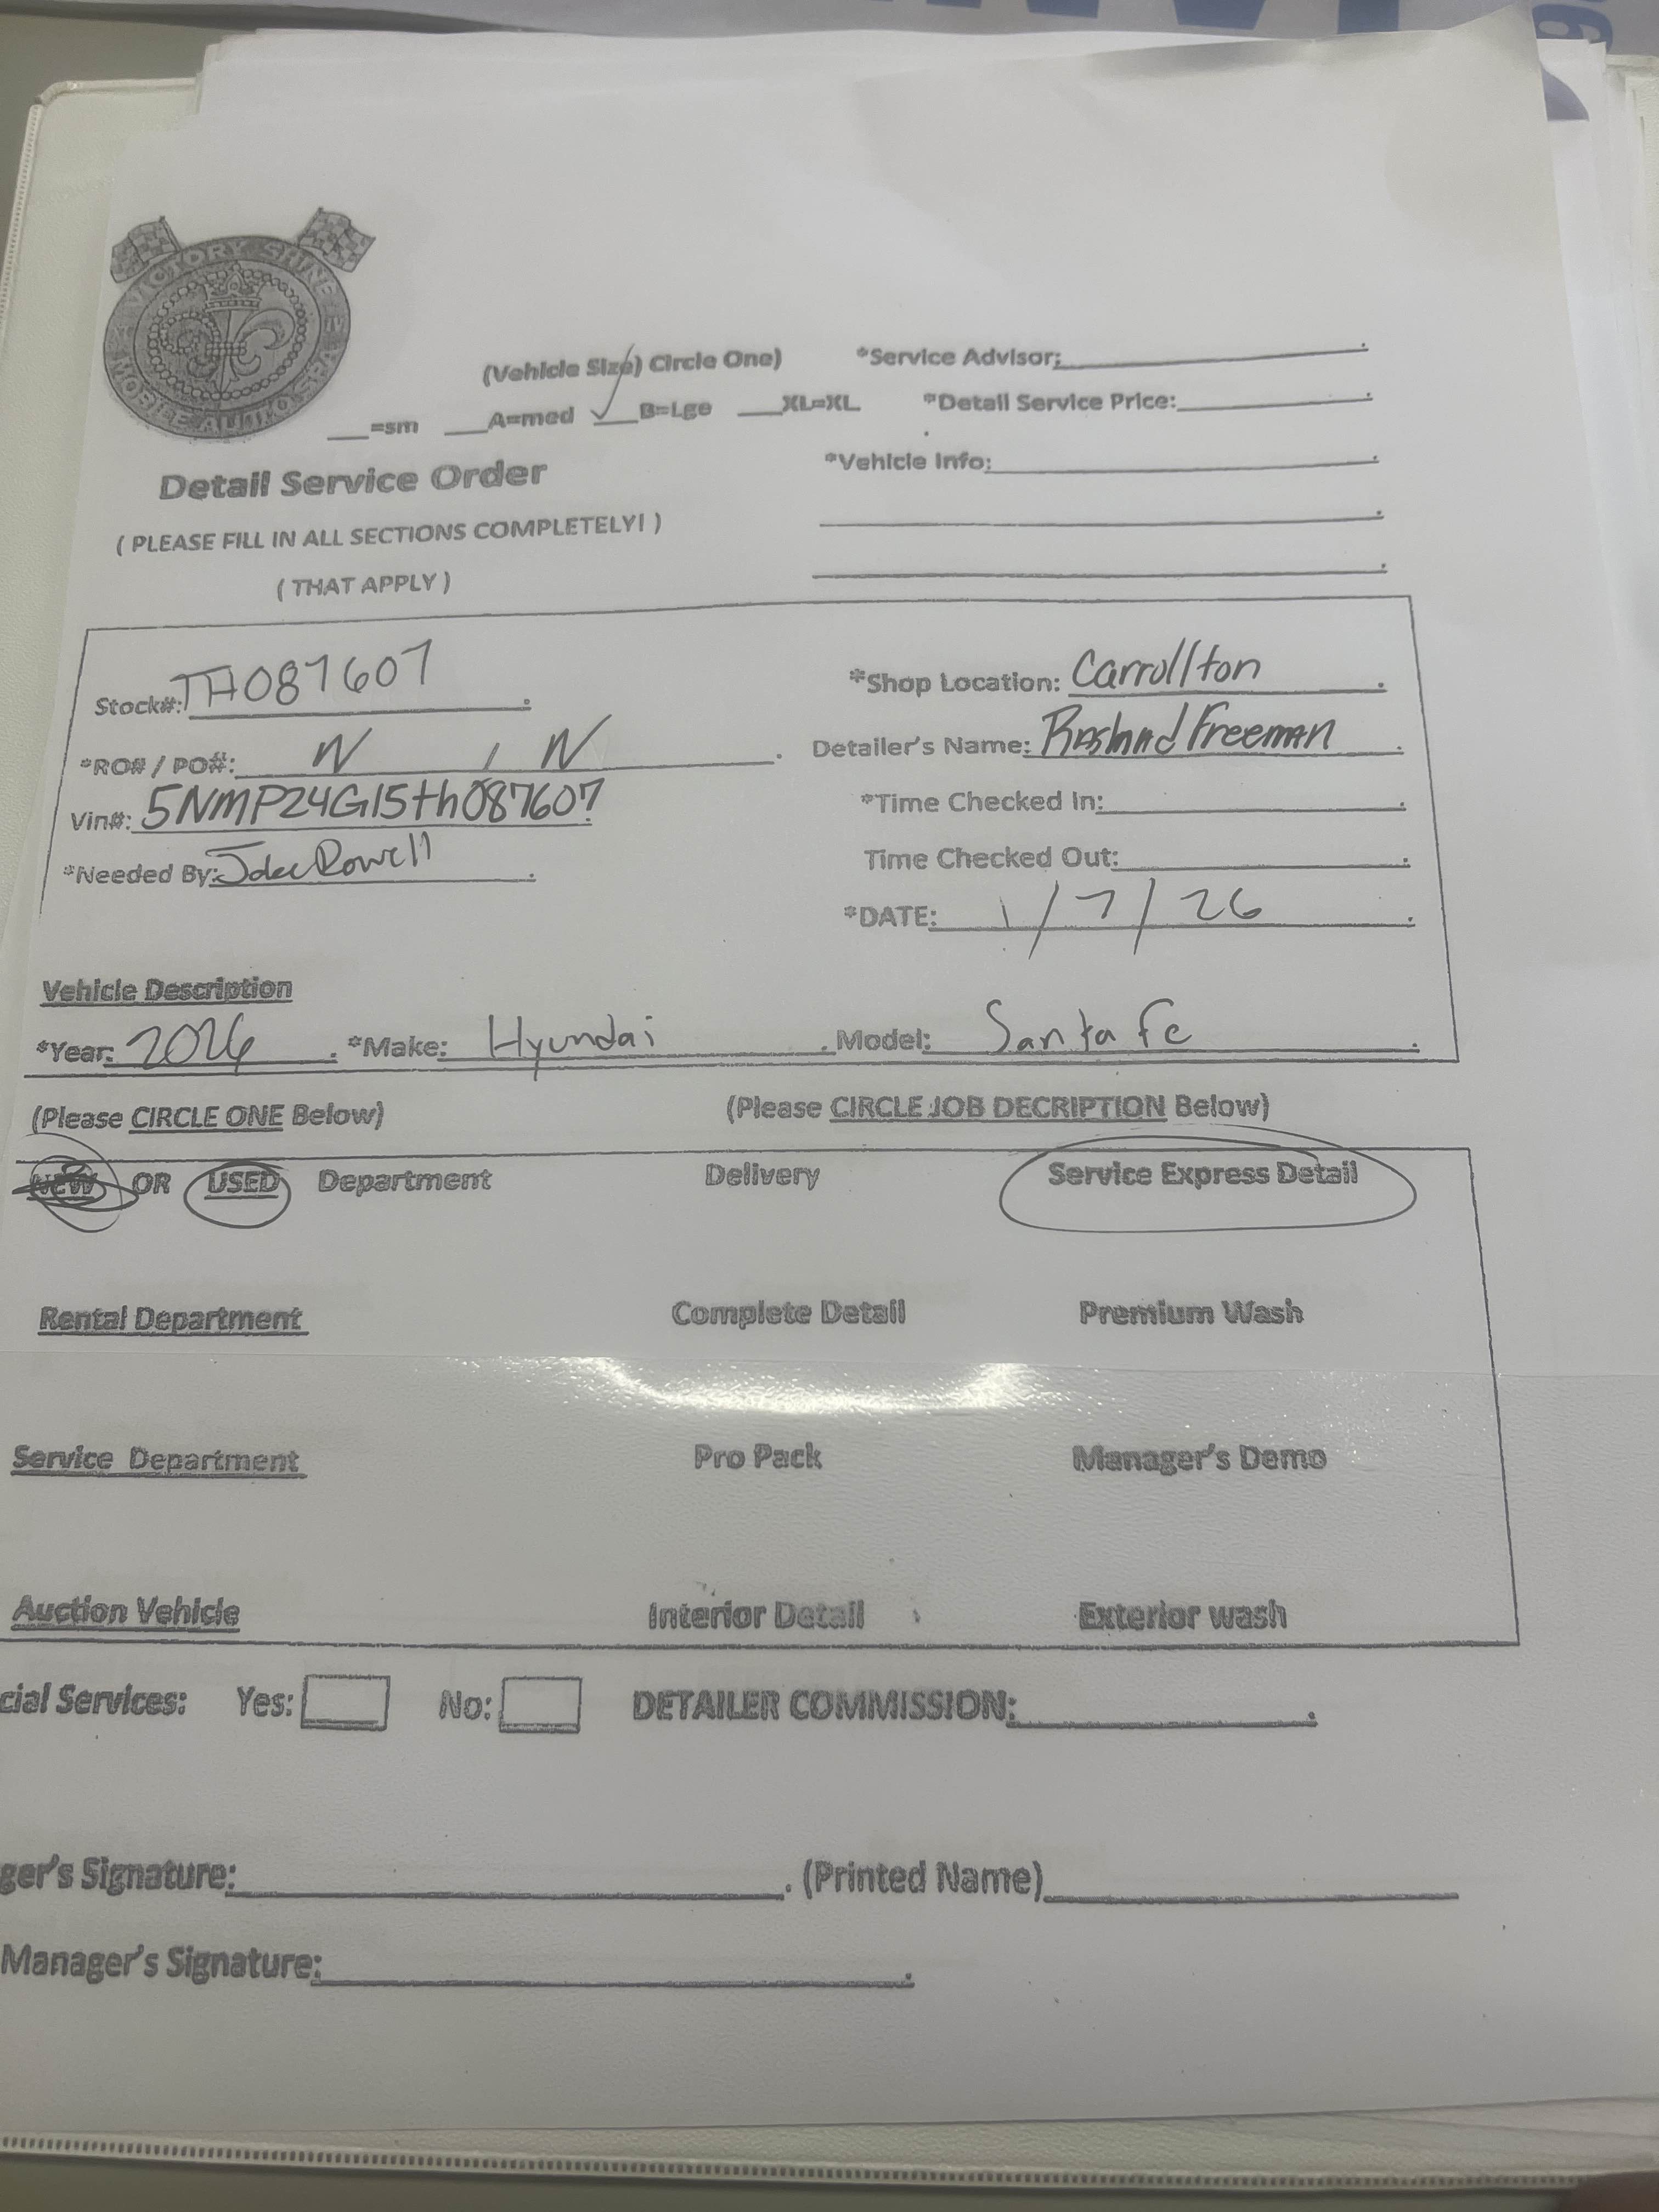 VICTORY SHINE
MOBILE AUTO SPA
(Vehicle Size) Circle One)
*Service Advisor:
=sm A=med ✓ B=Lge XL=XL
*Detail Service Price:
Detail Service Order
*Vehicle Info:
( PLEASE FILL IN ALL SECTIONS COMPLETELY! )
( THAT APPLY )
Stock#: TH087607
*Shop Location: Carrollton
*RO# / PO#: N / N
Detailer's Name: Rashad Freeman
Vin#: 5NMP24G15th087607
*Time Checked In:
*Needed By: Rowell
Time Checked Out:
*DATE: 1/7/26
Vehicle Description
*Year: 2026 *Make: Hyundai Model: Santa fe
(Please CIRCLE ONE Below) (Please CIRCLE JOB DECRIPTION Below)
NEW OR USED Department Delivery Service Express Detail
Rental Department Complete Detail Premium Wash
Service Department Pro Pack Manager's Demo
Auction Vehicle Interior Detail Exterior wash
cial Services: Yes: No: DETAILER COMMISSION:
ger's Signature: (Printed Name)
Manager's Signature: